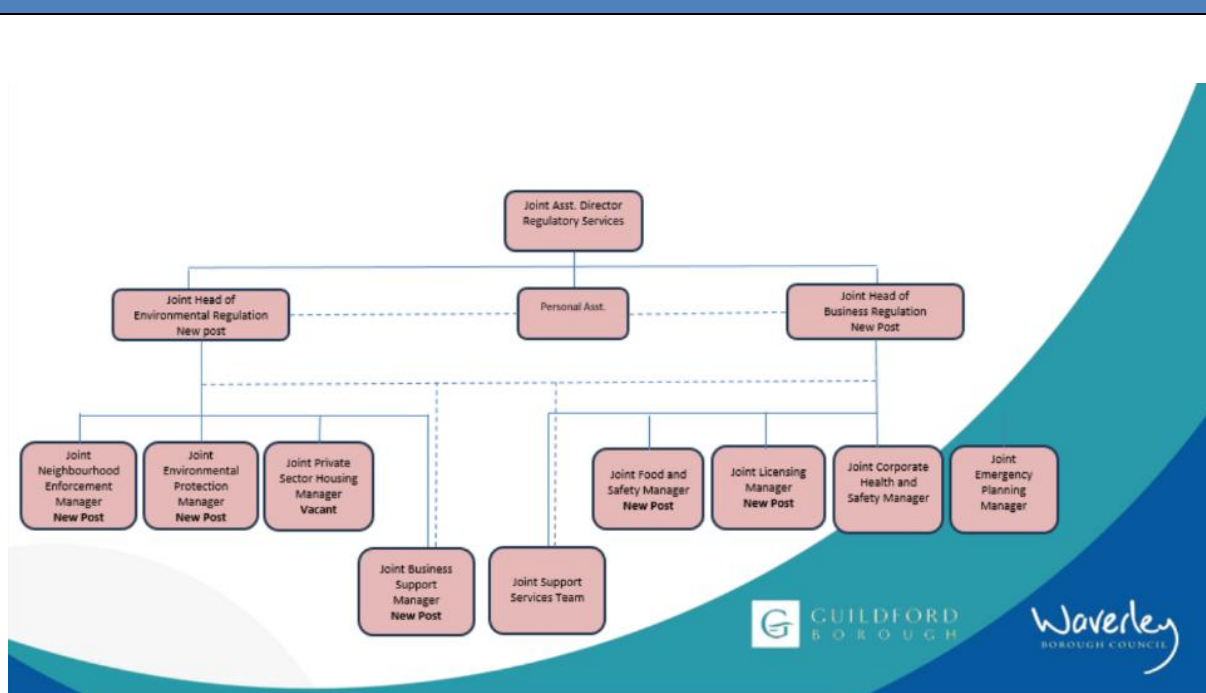 Joint Asst. Director
Regulatory Services
Joint Head of
Environmental Regulation
New post
Personal Asst.
Joint Head of
Business Regulation
New Post
Joint
Neighbourhood
Enforcement
Manager
New Post
Joint
Environmental
Protection
Manager
New Post
Joint Private
Sector Housing
Manager
Vacant
Joint Food and
Safety Manager
New Post
Joint Licensing
Manager
New Post
Joint Corporate
Health and
Safety Manager
Joint
Emergency
Planning
Manager
Joint Business
Support
Manager
New Post
Joint Support
Services Team
G
GUILDFORD
BOROUGH
Waverley
BOROUGH COUNCIL